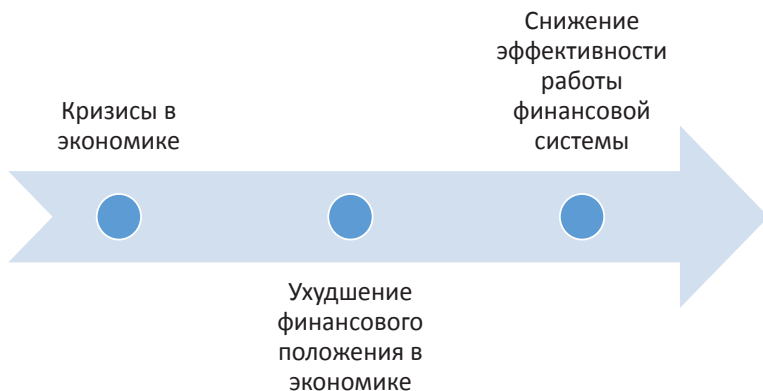 Кризисы в
экономике
Ухудшение
финансового
положения в
экономике
Снижение
эффективности
работы
финансовой
системы